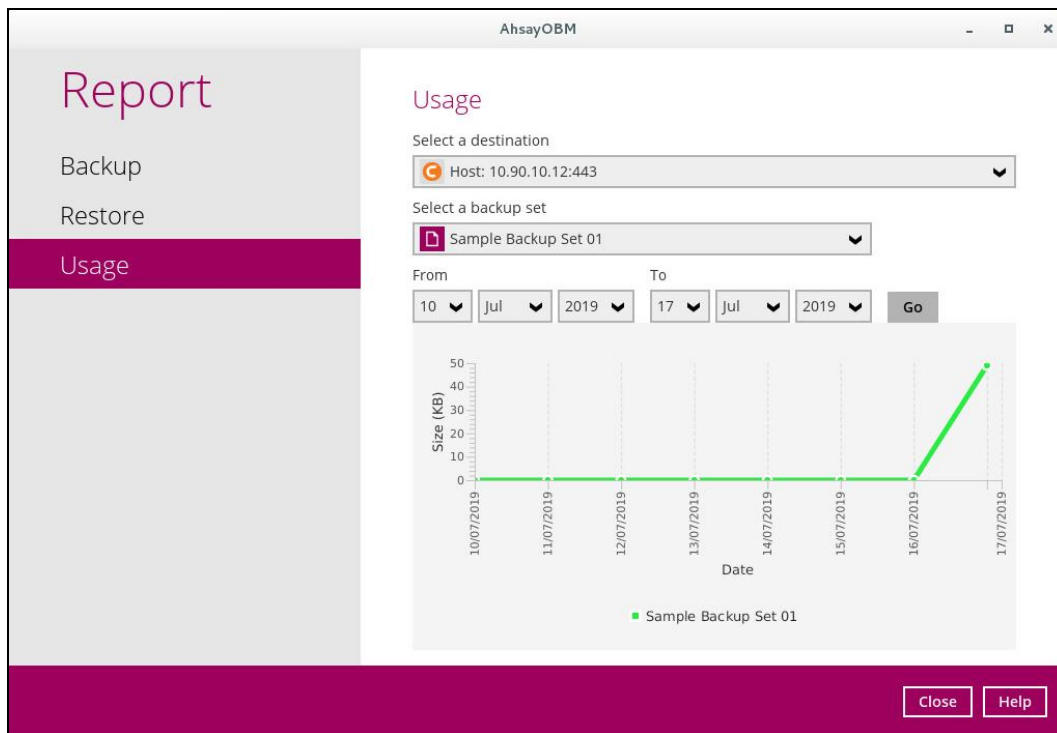 AhsayOBM
Report
Backup
Restore
Usage
Usage
Select a destination
Host: 10.90.10.12:443
Select a backup set
Sample Backup Set 01
From To
10 Jul 2019 17 Jul 2019 Go
50
40
30
20
10
0
Size (KB)
10/07/2019 11/07/2019 12/07/2019 13/07/2019 14/07/2019 15/07/2019 16/07/2019 17/07/2019
Date
Sample Backup Set 01
Close Help